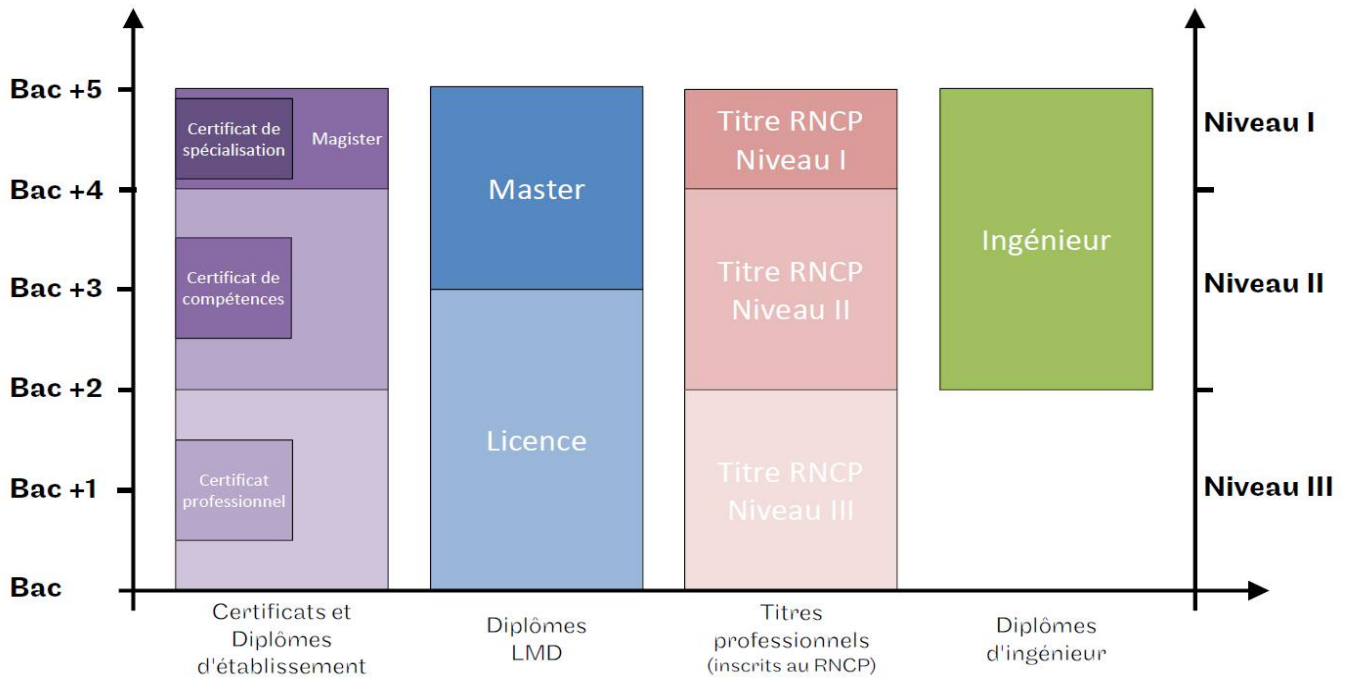 Bac +5
Bac +4
Bac +3
Bac +2
Bac +1
Bac
Certificat de
spécialisation
Magister
Certificat de
compétences
Certificat
professionnel
Master
Licence
Titre RNCP
Niveau I
Titre RNCP
Niveau II
Titre RNCP
Niveau III
Ingénieur
Niveau I
Niveau II
Niveau III
Certificats et
Diplômes
d'établissement
Diplômes
LMD
Titres
professionnels
(inscrits au RNCP)
Diplômes
d'ingénieur